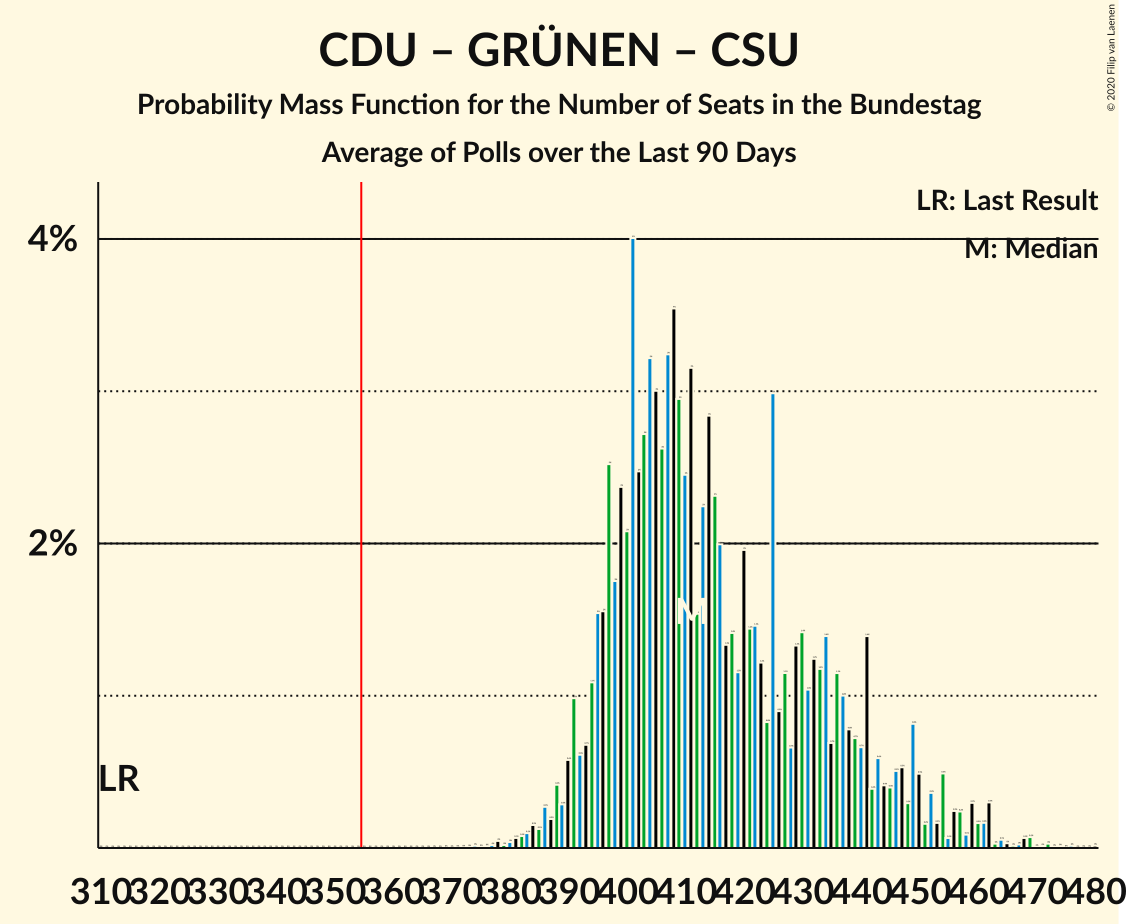 CDU – GRÜNEN – CSU
Probability Mass Function for the Number of Seats in the Bundestag
Average of Polls over the Last 90 Days
© 2020 Filip van Laenen
LR: Last Result
M: Median
4%
2%
M
LR
310 320 330 340 350 360 370 380 390 400 410 420 430 440 450 460 470 480